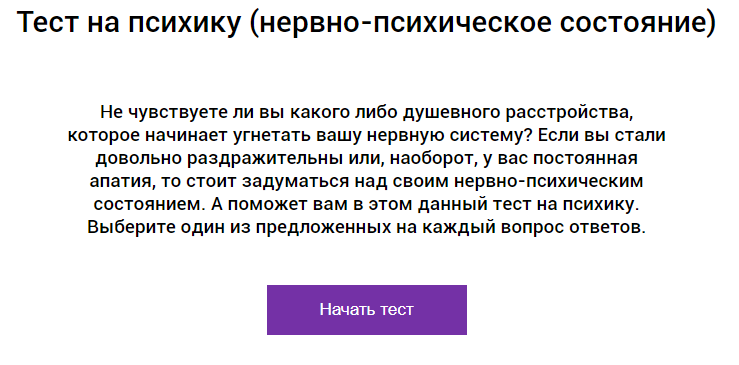 Тест на психику (нервно-психическое состояние)
Не чувствуете ли вы какого либо душевного расстройства,
которое начинает угнетать вашу нервную систему? Если вы стали
довольно раздражительны или, наоборот, у вас постоянная
апатия, то стоит задуматься над своим нервно-психическим
состоянием. А поможет вам в этом данный тест на психику.
Выберите один из предложенных на каждый вопрос ответов.
Начать тест